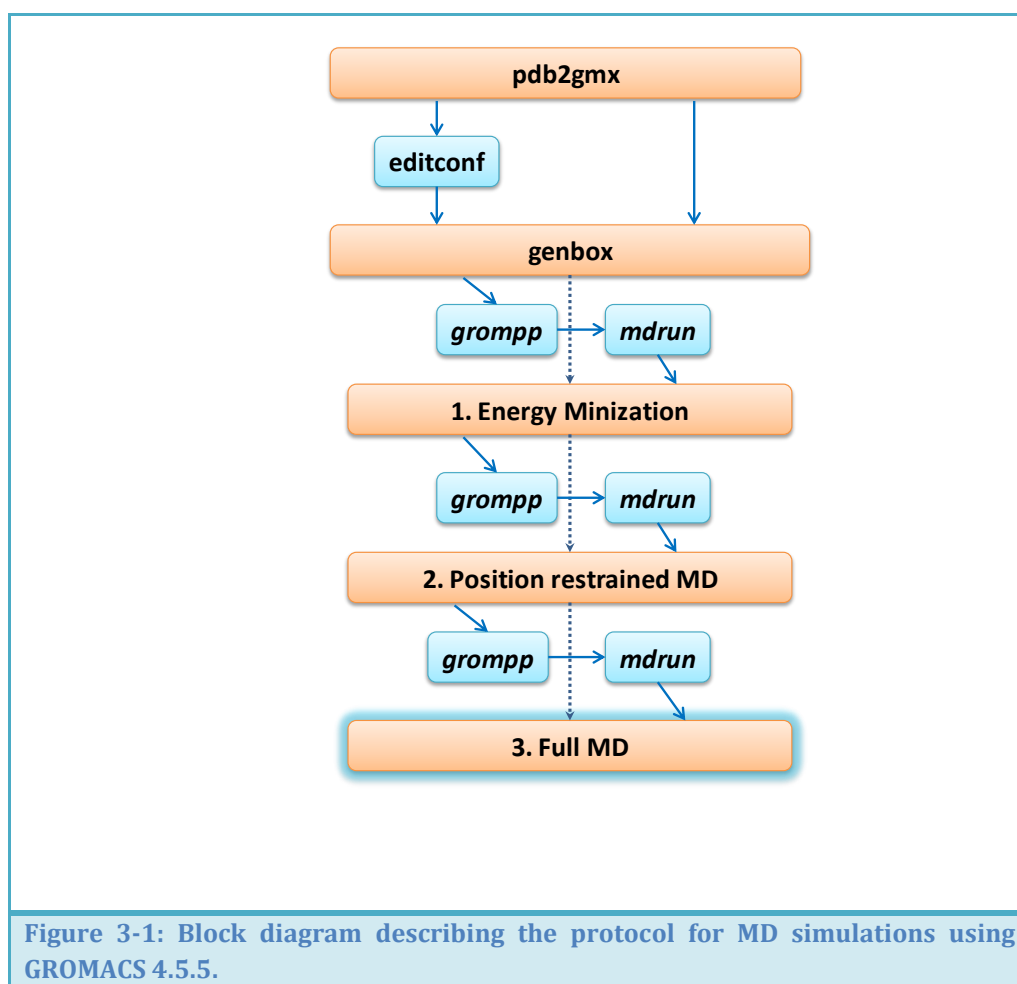 pdb2gmx
editconf
genbox
grompp
mdrun
1. Energy Minization
grompp
mdrun
2. Position restrained MD
grompp
mdrun
3. Full MD
Figure 3-1: Block diagram describing the protocol for MD simulations using
GROMACS 4.5.5.